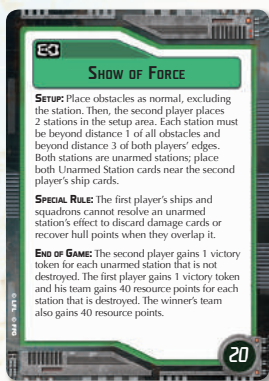 Show of Force
Setup: Place obstacles as normal, excluding
the station. Then, the second player places
2 stations in the setup area. Each station must
be beyond distance 1 of all obstacles and
beyond distance 3 of both players' edges.
Both stations are unarmed stations; place
both Unarmed Station cards near the second
player's ship cards.
Special Rule: The first player's ships and
squadrons cannot resolve an unarmed
station's effect to discard damage cards or
recover hull points when they overlap it.
End of Game: The second player gains 1 victory
token for each unarmed station that is not
destroyed. The first player gains 1 victory token
and his team gains 40 resource points for each
station that is destroyed. The winner's team
also gains 40 resource points.
© LFL © FFG
20